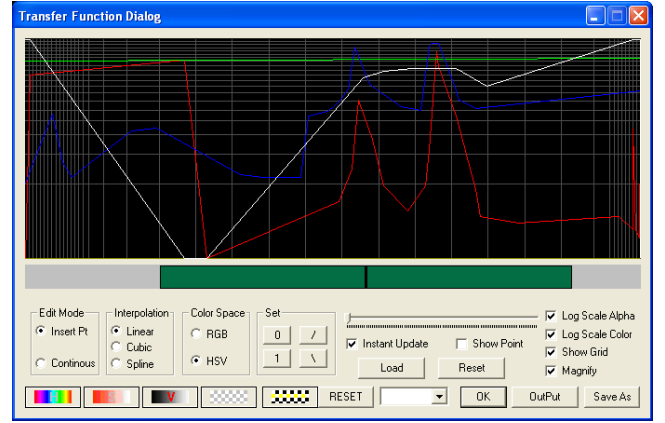 Transfer Function Dialog
Edit Mode
Insert Pt
Continous
Interpolation
Linear
Cubic
Spline
Color Space
RGB
HSV
Set
0 /
1 \
Instant Update
Show Point
Load
Reset
Log Scale Alpha
Log Scale Color
Show Grid
Magnify
V
RESET
OK
OutPut
Save As